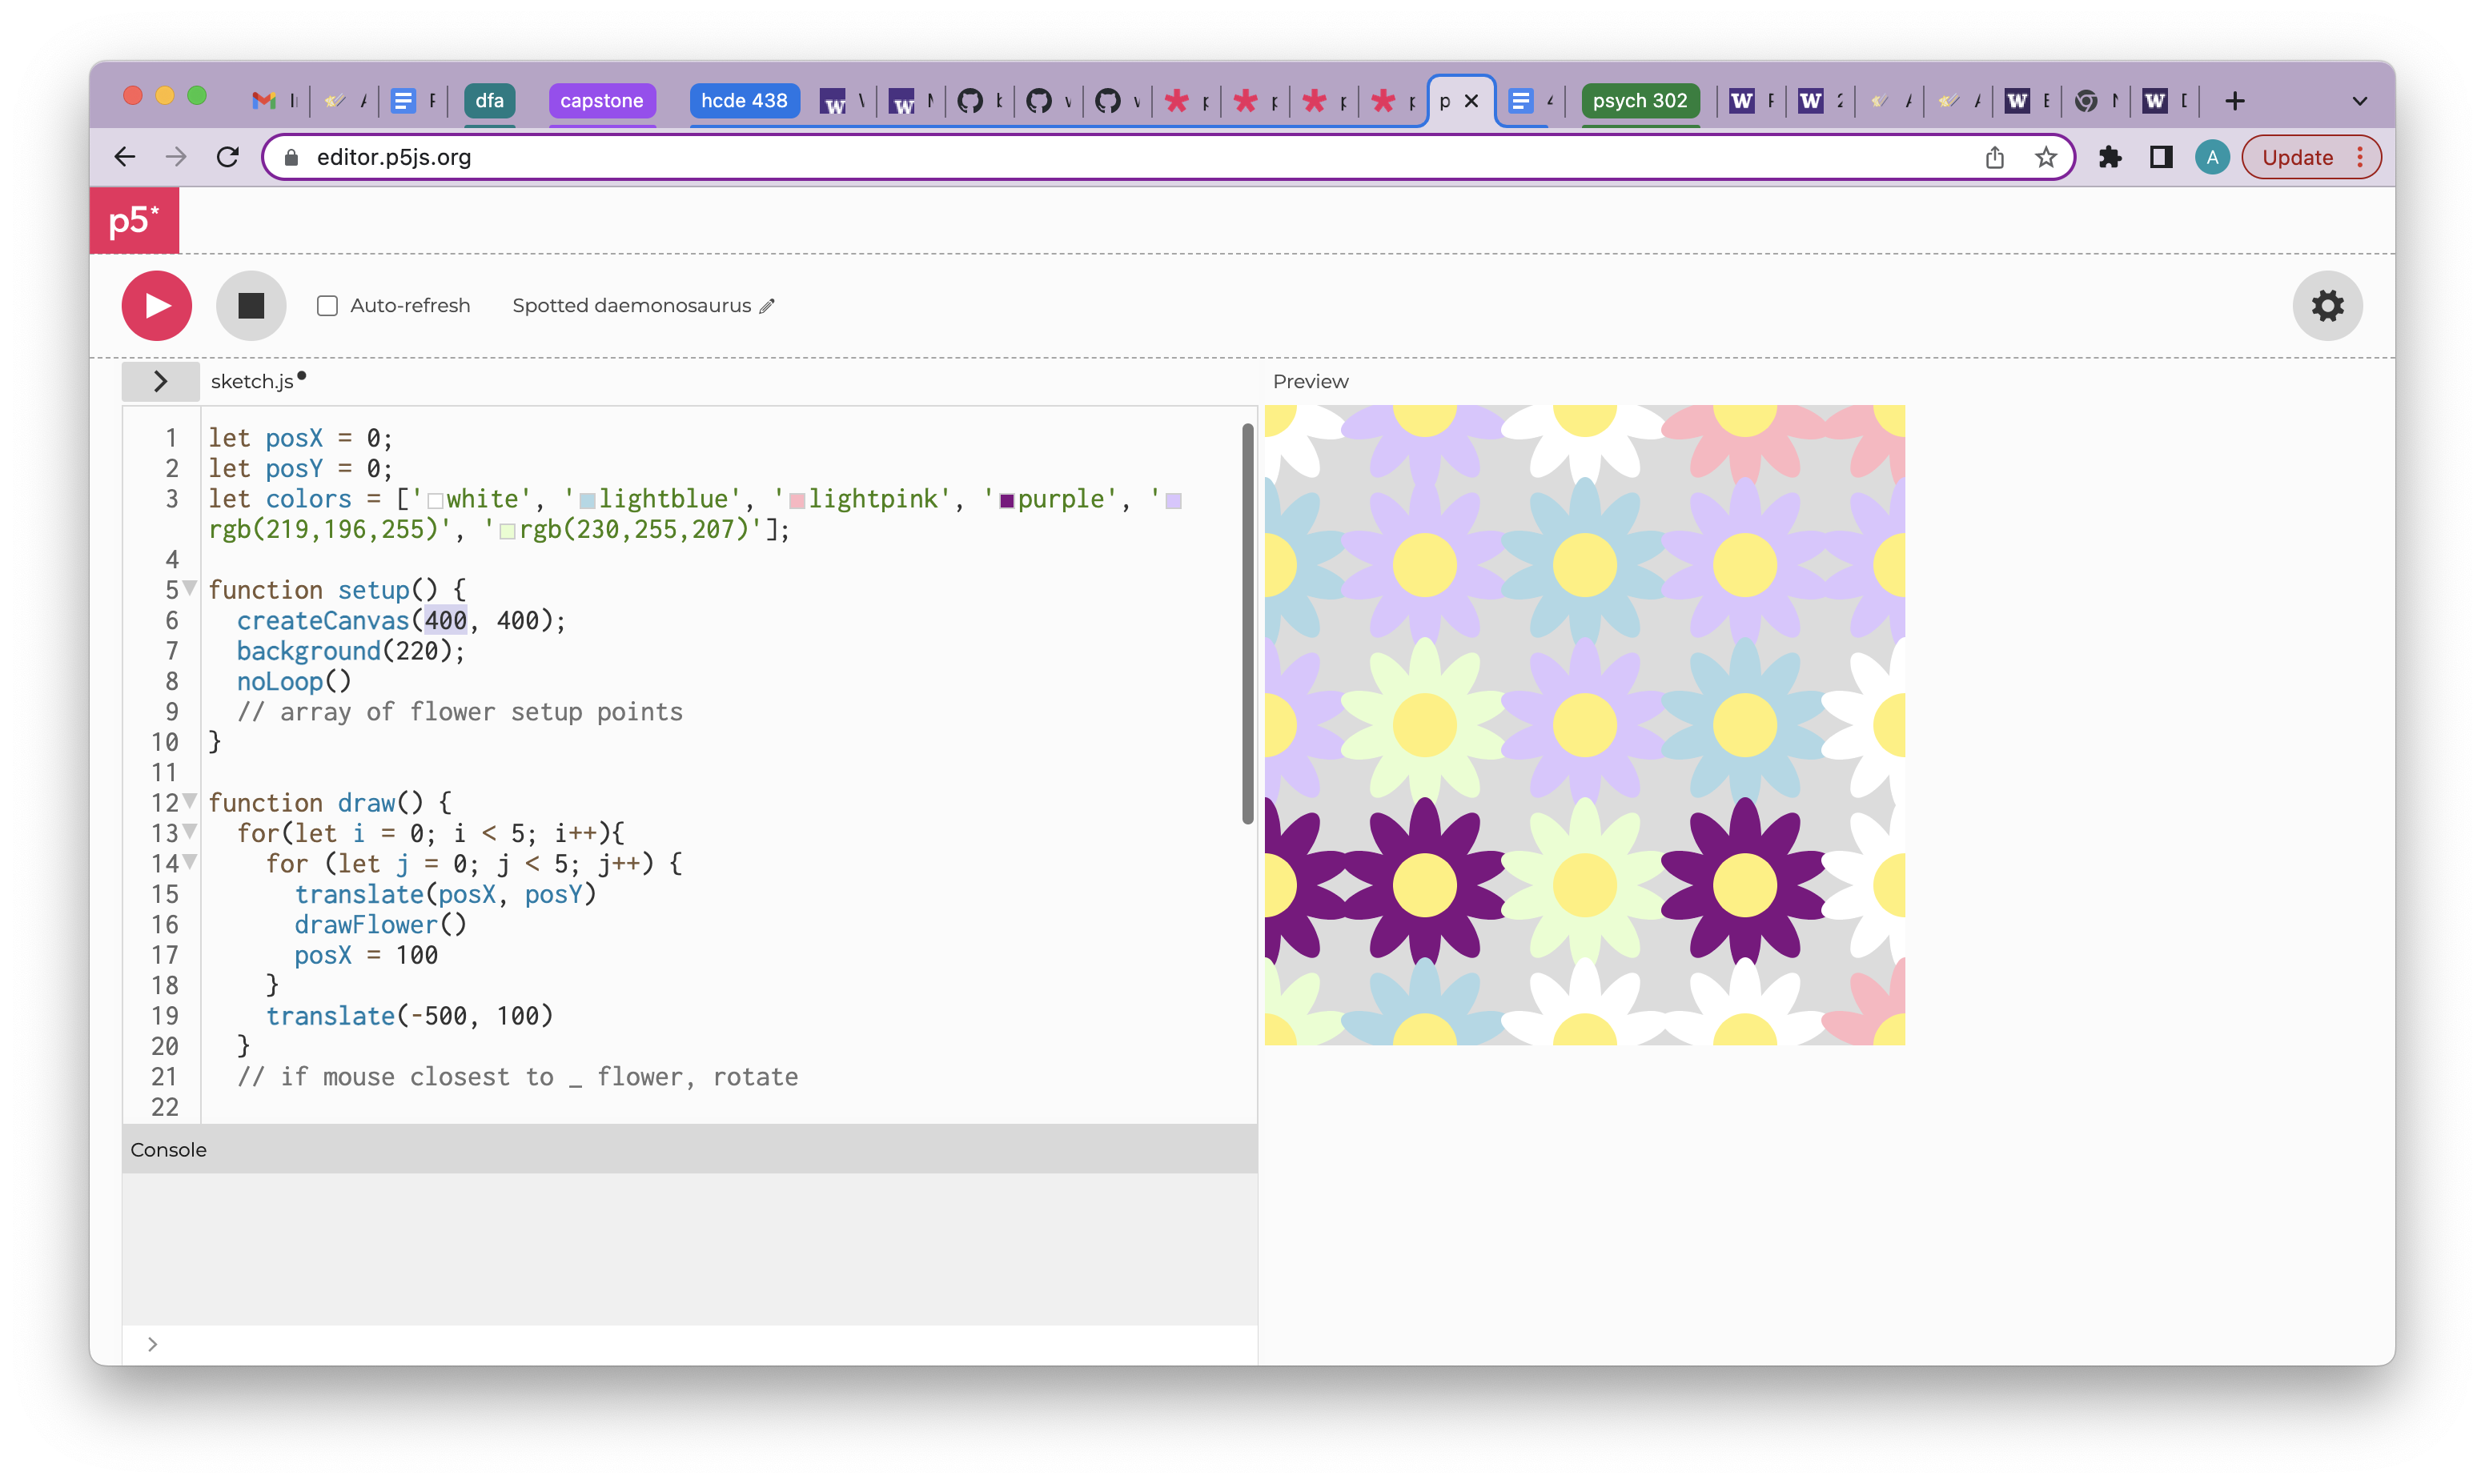 dfa capstone hcde 438 p psych 302
editor.p5js.org A Update
p5*
Auto-refresh Spotted daemonosaurus
sketch.js Preview
1 let posX = 0;
2 let posY = 0;
3 let colors = ['white', 'lightblue', 'lightpink', 'purple', '
rgb(219,196,255)', 'rgb(230,255,207)'];
4
5 function setup() {
6 createCanvas(400, 400);
7 background(220);
8 noLoop()
9 // array of flower setup points
10 }
11
12 function draw() {
13 for(let i = 0; i < 5; i++){
14 for (let j = 0; j < 5; j++) {
15 translate(posX, posY)
16 drawFlower()
17 posX = 100
18 }
19 translate(-500, 100)
20 }
21 // if mouse closest to _ flower, rotate
22
Console
>